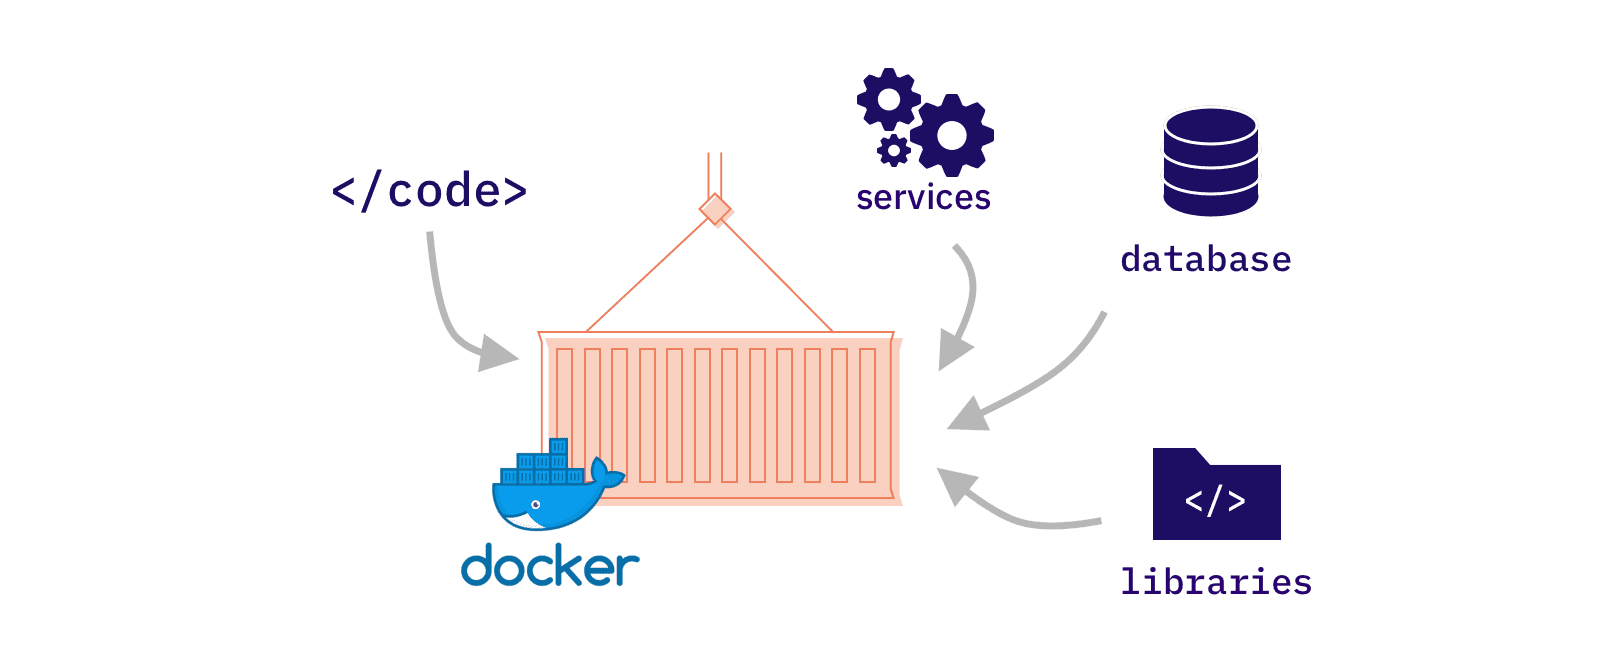 </code>
services
database
</>
libraries
docker